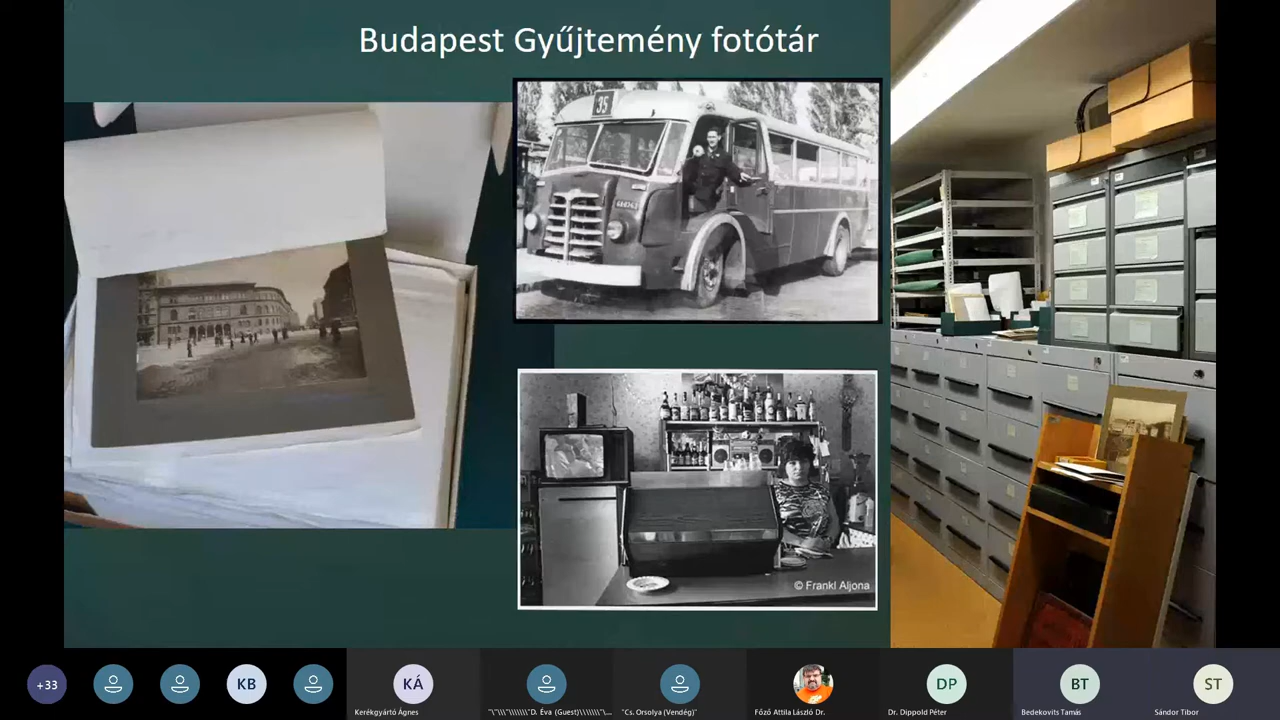 Budapest Gyűjtemény fotótár
35
© Frankl Aljona
+33
KB
KÁ
DP
BT
ST
Kerékgyártó Ágnes
"\"\\\"\\\\\\\"D. Éva (Guest)\\\\\\\"\...
"Cs. Orsolya (Vendég)"
Főző Attila László Dr.
Dr. Dippold Péter
Bedekovits Tamás
Sándor Tibor